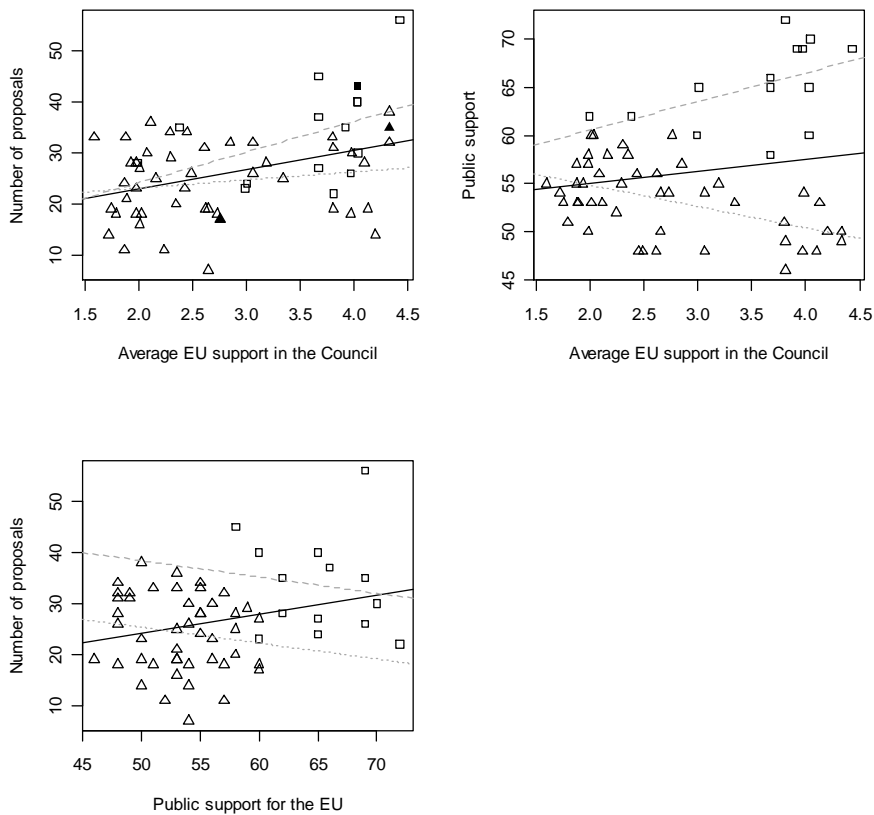 Number of proposals
50
40
30
20
10
1.5 2.0 2.5 3.0 3.5 4.0 4.5
Average EU support in the Council
Public support
70
65
60
55
50
45
1.5 2.0 2.5 3.0 3.5 4.0 4.5
Average EU support in the Council
Number of proposals
50
40
30
20
10
45 50 55 60 65 70
Public support for the EU